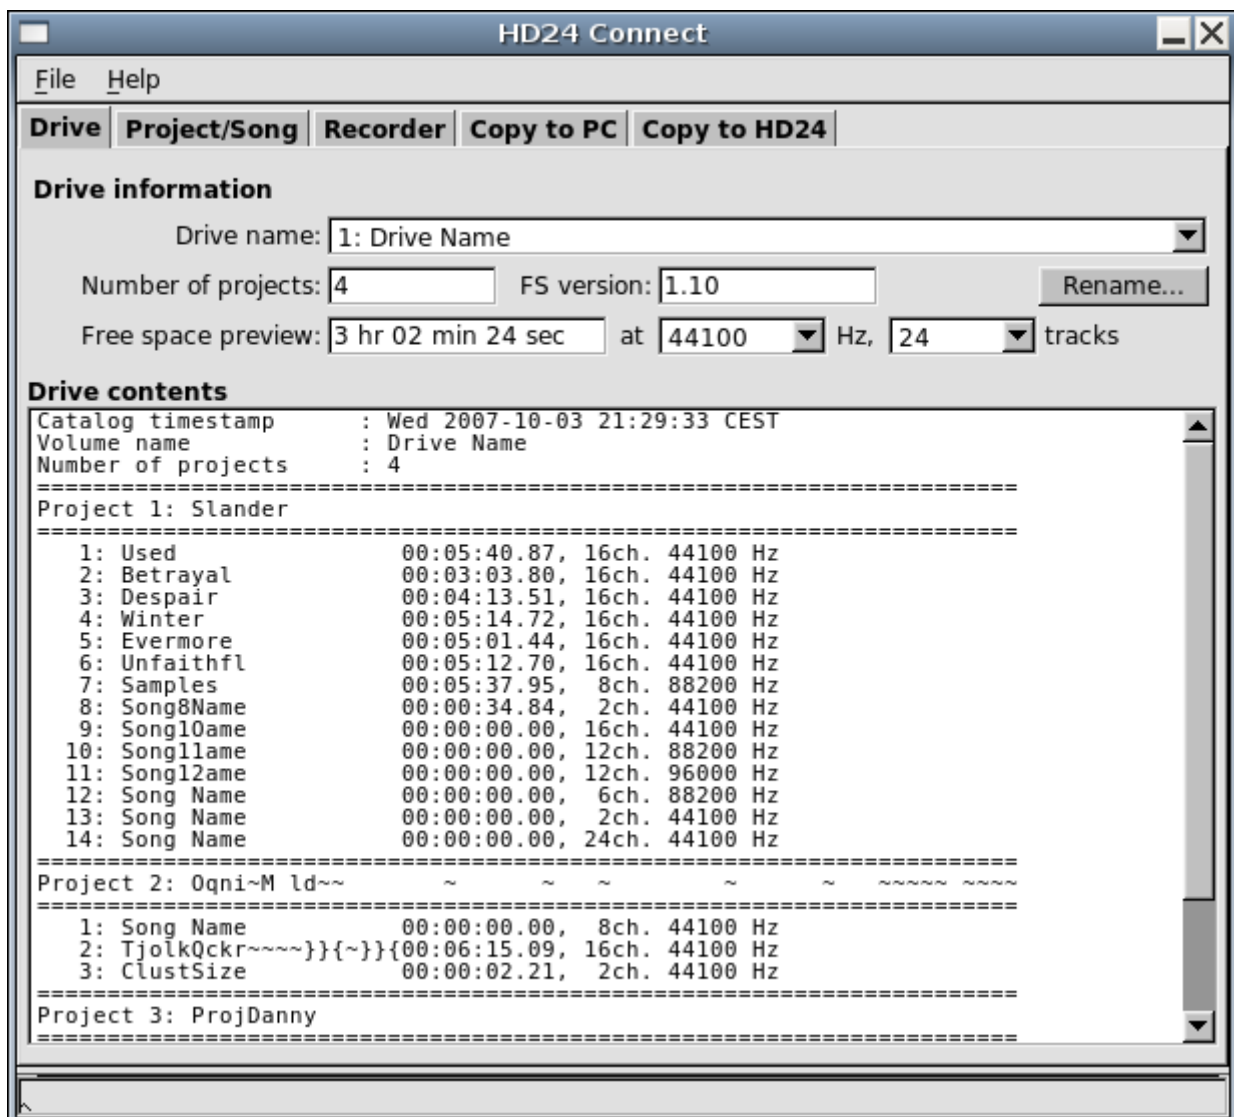 HD24 Connect
File Help
Drive Project/Song Recorder Copy to PC Copy to HD24
Drive information
Drive name: 1: Drive Name
Number of projects: 4 FS version: 1.10 Rename...
Free space preview: 3 hr 02 min 24 sec at 44100 Hz, 24 tracks
Drive contents
Catalog timestamp : Wed 2007-10-03 21:29:33 CEST
Volume name : Drive Name
Number of projects : 4
======================================================================
Project 1: Slander
======================================================================
1: Used 00:05:40.87, 16ch. 44100 Hz
2: Betrayal 00:03:03.80, 16ch. 44100 Hz
3: Despair 00:04:13.51, 16ch. 44100 Hz
4: Winter 00:05:14.72, 16ch. 44100 Hz
5: Evermore 00:05:01.44, 16ch. 44100 Hz
6: Unfaithfl 00:05:12.70, 16ch. 44100 Hz
7: Samples 00:05:37.95, 8ch. 88200 Hz
8: Song8Name 00:00:34.84, 2ch. 44100 Hz
9: Song10ame 00:00:00.00, 16ch. 44100 Hz
10: Song11ame 00:00:00.00, 12ch. 88200 Hz
11: Song12ame 00:00:00.00, 12ch. 96000 Hz
12: Song Name 00:00:00.00, 6ch. 88200 Hz
13: Song Name 00:00:00.00, 2ch. 44100 Hz
14: Song Name 00:00:00.00, 24ch. 44100 Hz
======================================================================
Project 2: Oqni~M ld~~ ~ ~ ~ ~ ~ ~~~~~ ~~~~
======================================================================
1: Song Name 00:00:00.00, 8ch. 44100 Hz
2: TjolkQckr~~~~}}{~}}{00:06:15.09, 16ch. 44100 Hz
3: ClustSize 00:00:02.21, 2ch. 44100 Hz
======================================================================
Project 3: ProjDanny
======================================================================